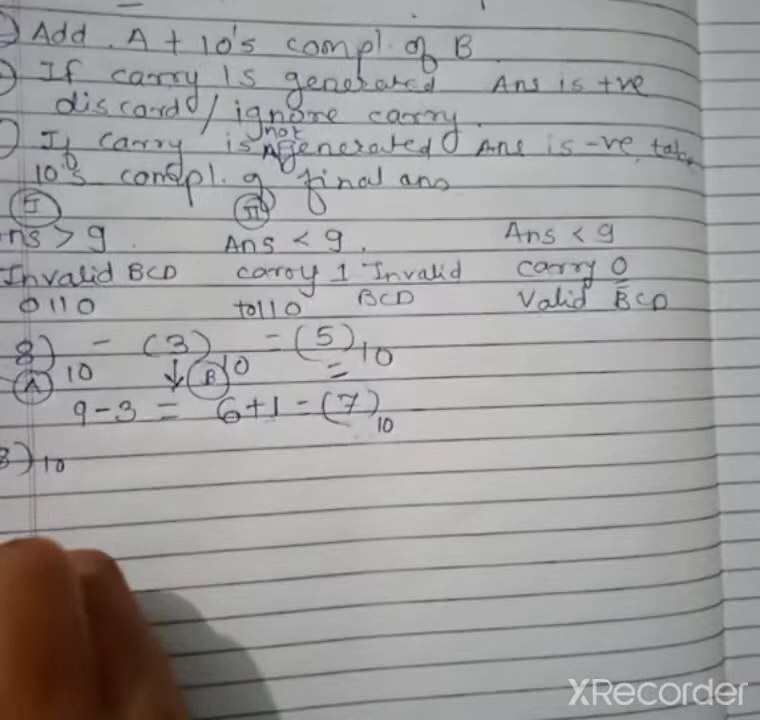 Add A + 10's compl. of B
If carry is generated Ans is +ve
discard / ignore carry.
If carry is not generated Ans is -ve, take
10's compl. of final ans
I II
ns > 9. Ans < 9. Ans < 9
Invalid BCD carry 1 Invalid carry 0
0110 to110 BCD Valid BCD
8) 10 - (3) 10 = (5) 10
A B
9-3 = 6+1 = (7) 10
8) 10
XRecorder